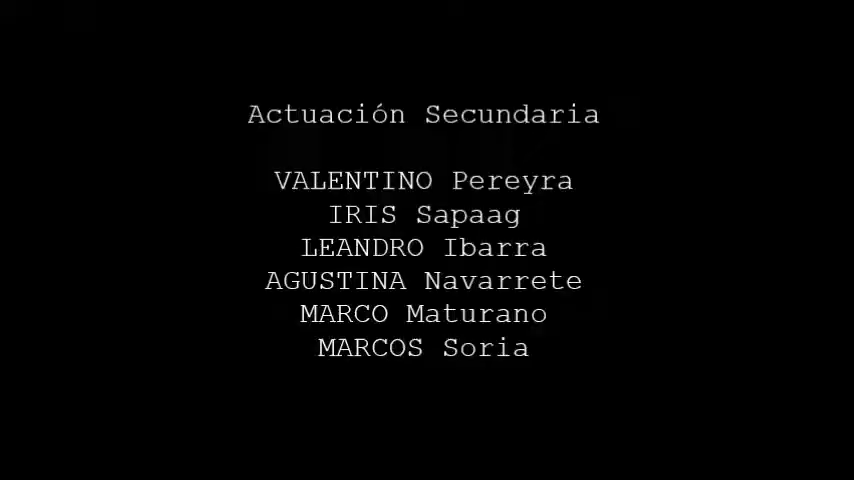 Actuación Secundaria
VALENTINO Pereyra
IRIS Sapaag
LEANDRO Ibarra
AGUSTINA Navarrete
MARCO Maturano
MARCOS Soria